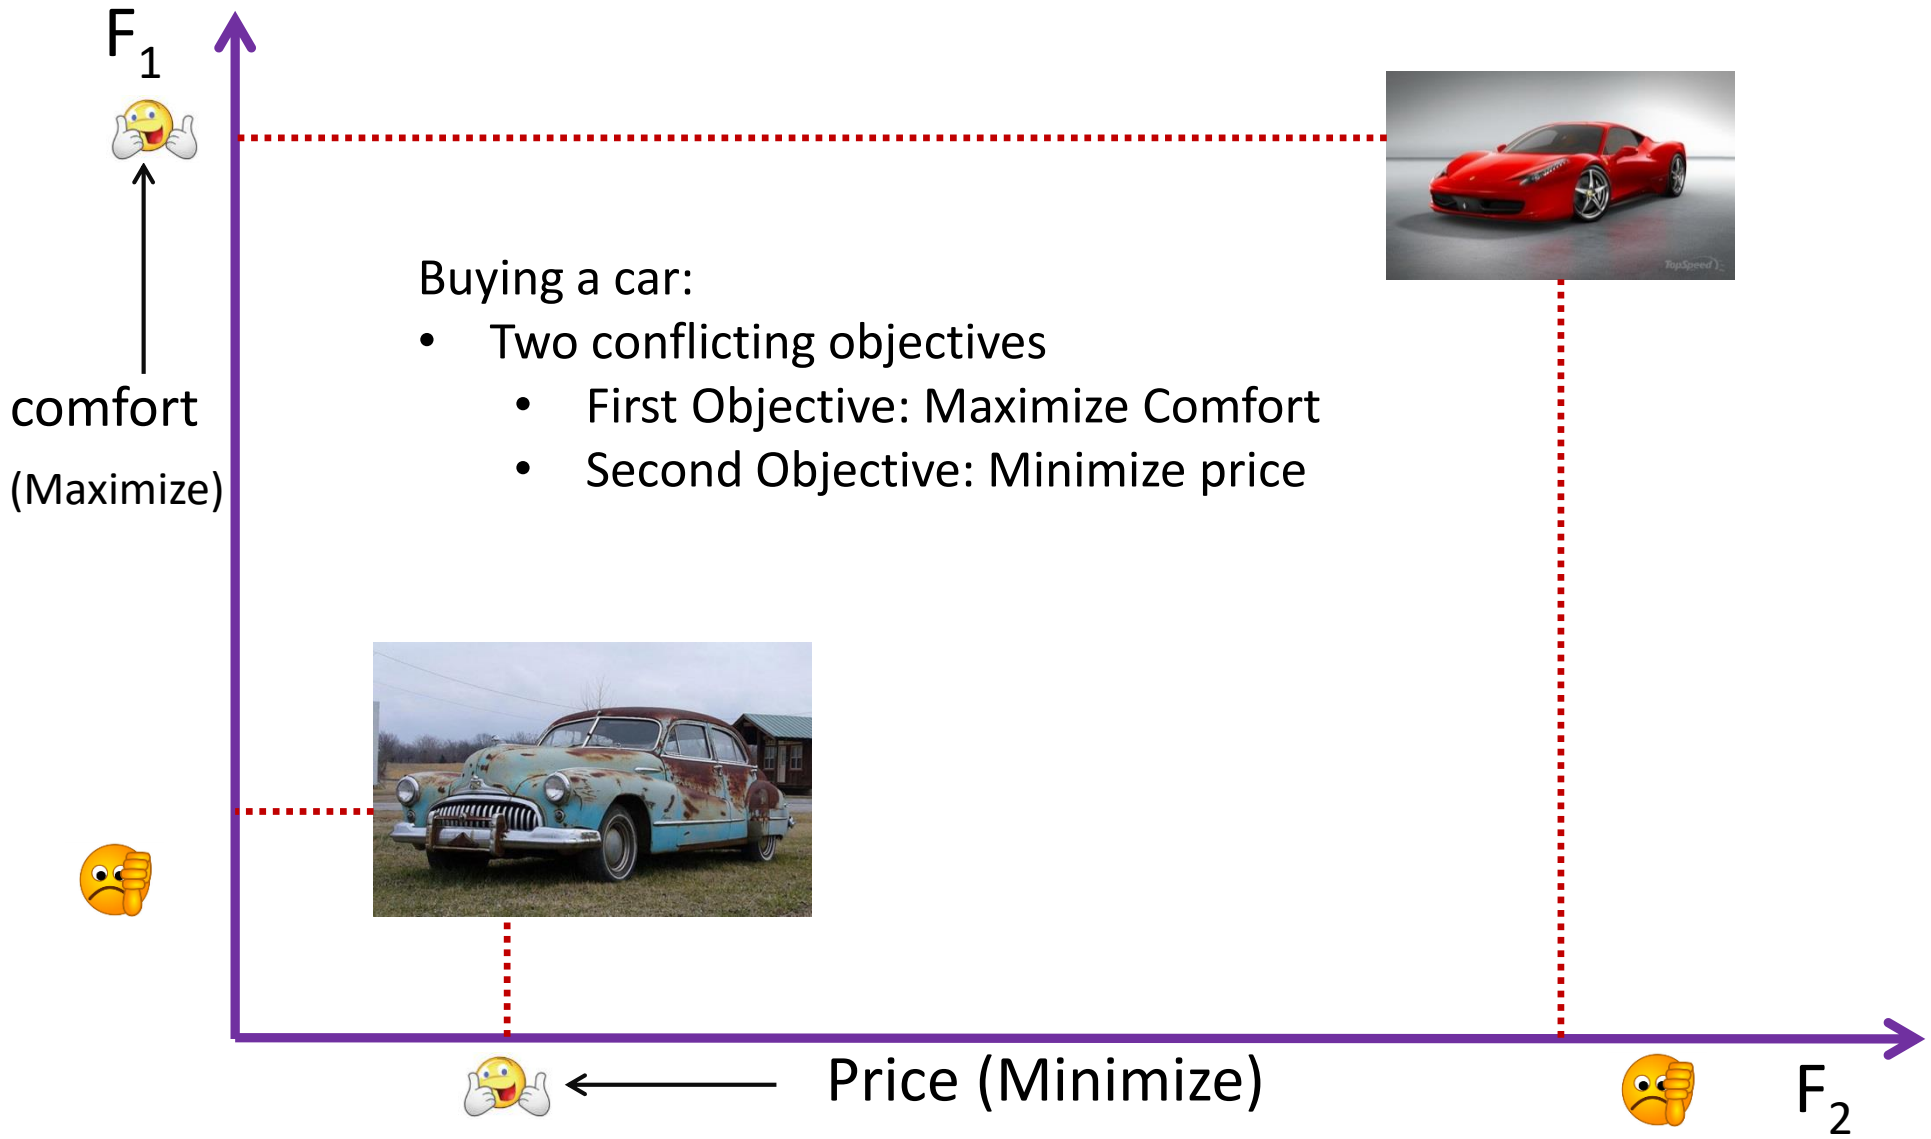 F1
Buying a car:
• Two conflicting objectives
• First Objective: Maximize Comfort
• Second Objective: Minimize price
comfort
(Maximize)
TopSpeed
Price (Minimize)
F2